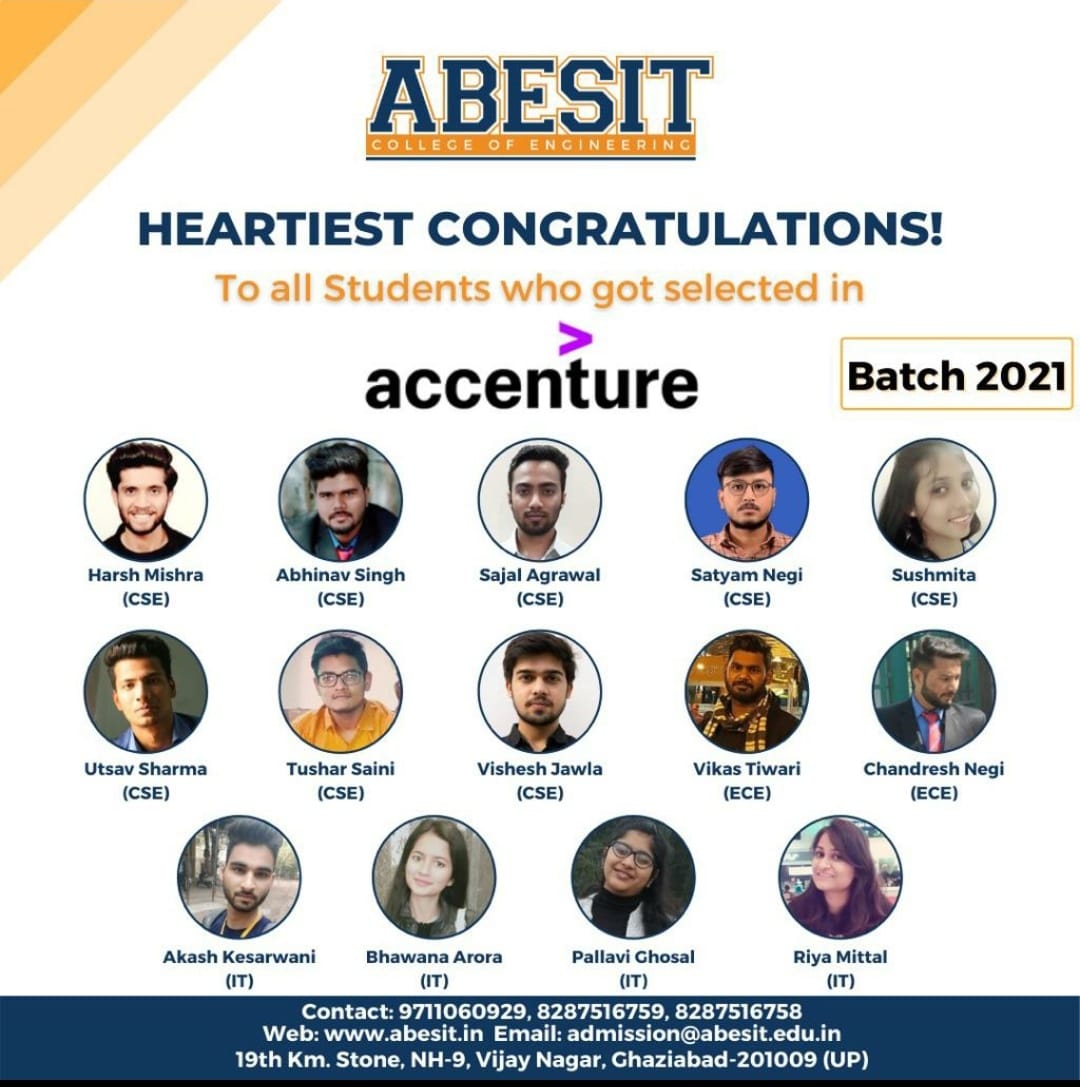 ABESIT
COLLEGE OF ENGINEERING
HEARTIEST CONGRATULATIONS!
To all Students who got selected in
>
accenture
Batch 2021
Harsh Mishra
(CSE)
Abhinav Singh
(CSE)
Sajal Agrawal
(CSE)
Satyam Negi
(CSE)
Sushmita
(CSE)
Utsav Sharma
(CSE)
Tushar Saini
(CSE)
Vishesh Jawla
(CSE)
Vikas Tiwari
(ECE)
Chandresh Negi
(ECE)
Akash Kesarwani
(IT)
Bhawana Arora
(IT)
Pallavi Ghosal
(IT)
Riya Mittal
(IT)
Contact: 9711060929, 8287516759, 8287516758
Web: www.abesit.in Email: admission@abesit.edu.in
19th Km. Stone, NH-9, Vijay Nagar, Ghaziabad-201009 (UP)